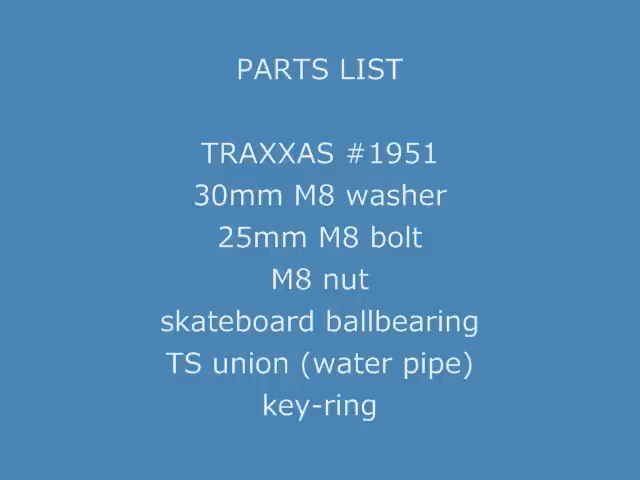 PARTS LIST
TRAXXAS #1951
30mm M8 washer
25mm M8 bolt
M8 nut
skateboard ballbearing
TS union (water pipe)
key-ring